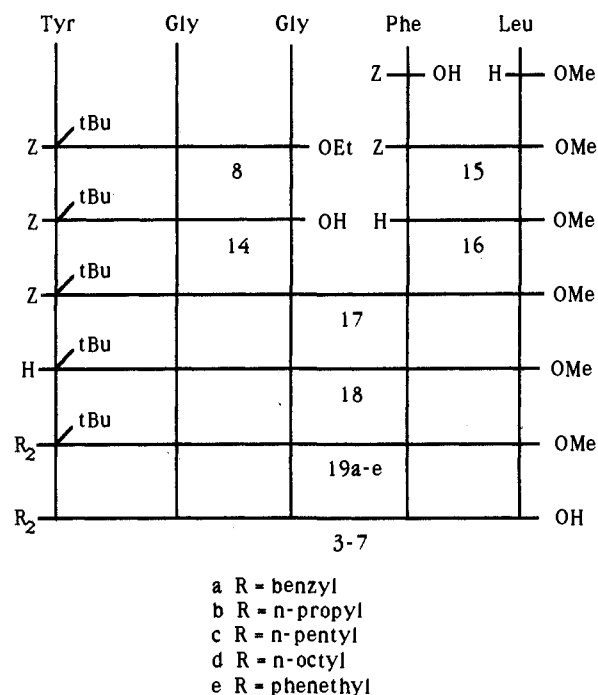 Tyr Gly Gly Phe Leu
Z OH H OMe
tBu
Z OEt Z OMe
8 15
tBu
Z OH H OMe
14 16
tBu
Z OMe
17
tBu
H OMe
18
tBu
R2 OMe
19a-e
R2 OH
3-7
a R = benzyl
b R = n-propyl
c R = n-pentyl
d R = n-octyl
e R = phenethyl